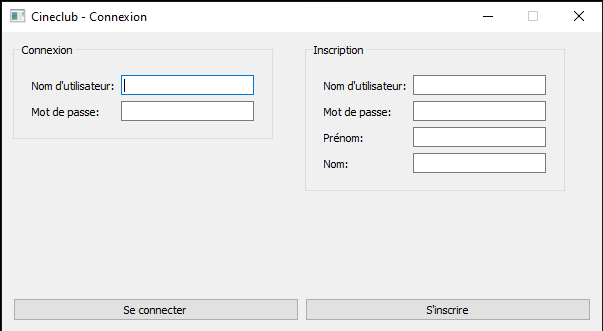 Cineclub - Connexion
Connexion
Nom d'utilisateur:
Mot de passe:
Inscription
Nom d'utilisateur:
Mot de passe:
Prénom:
Nom:
Se connecter
S'inscrire